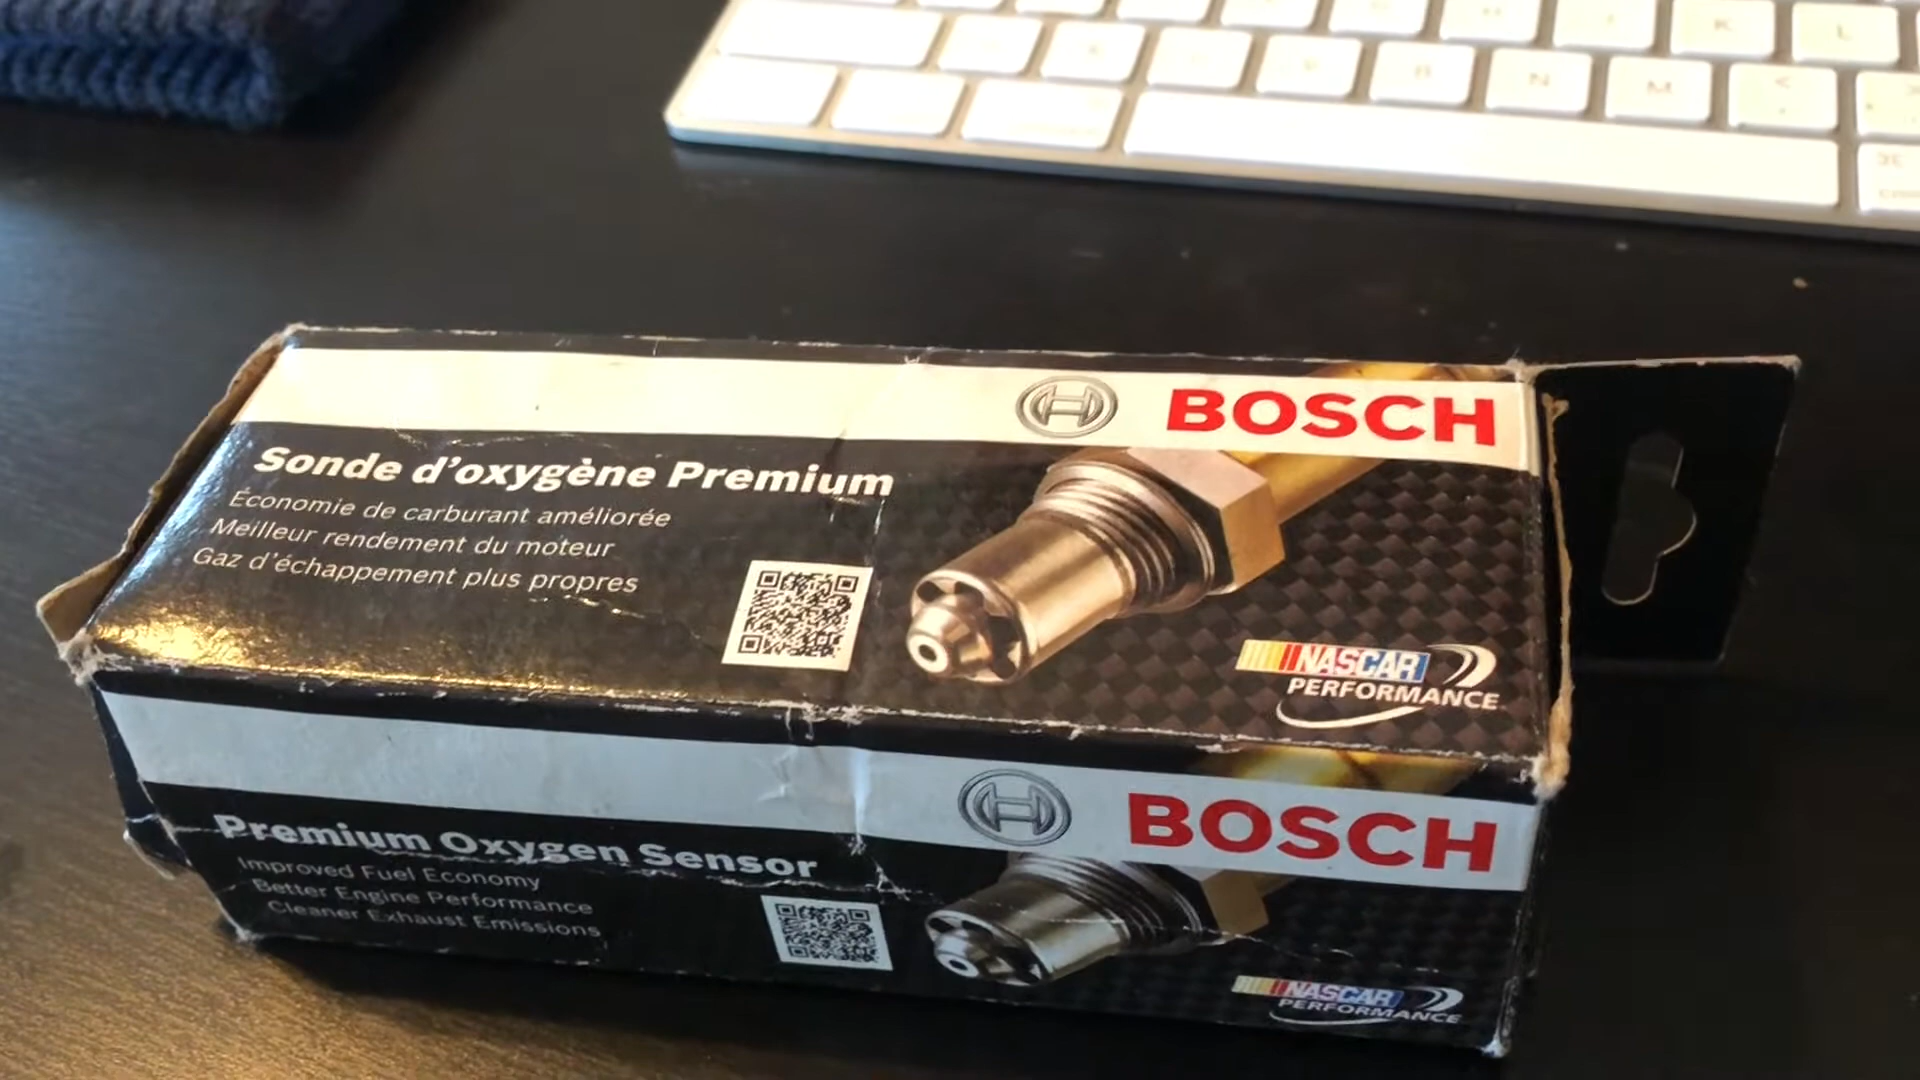 H J K L
V B N M <
BOSCH
Sonde d'oxygène Premium
Économie de carburant améliorée
Meilleur rendement du moteur
Gaz d'échappement plus propres
NASCAR
PERFORMANCE
BOSCH
Premium Oxygen Sensor
Improved Fuel Economy
Better Engine Performance
Cleaner Exhaust Emissions
NASCAR
PERFORMANCE